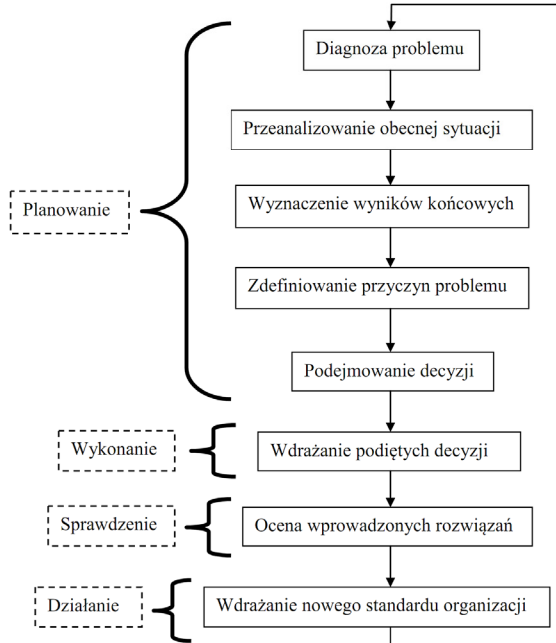 Diagnoza problemu
Przeanalizowanie obecnej sytuacji
Planowanie
Wyznaczenie wyników końcowych
Zdefiniowanie przyczyn problemu
Podejmowanie decyzji
Wykonanie
Wdrażanie podiętych decyzji
Sprawdzenie
Ocena wprowadzonych rozwiązań
Działanie
Wdrażanie nowego standardu organizacji